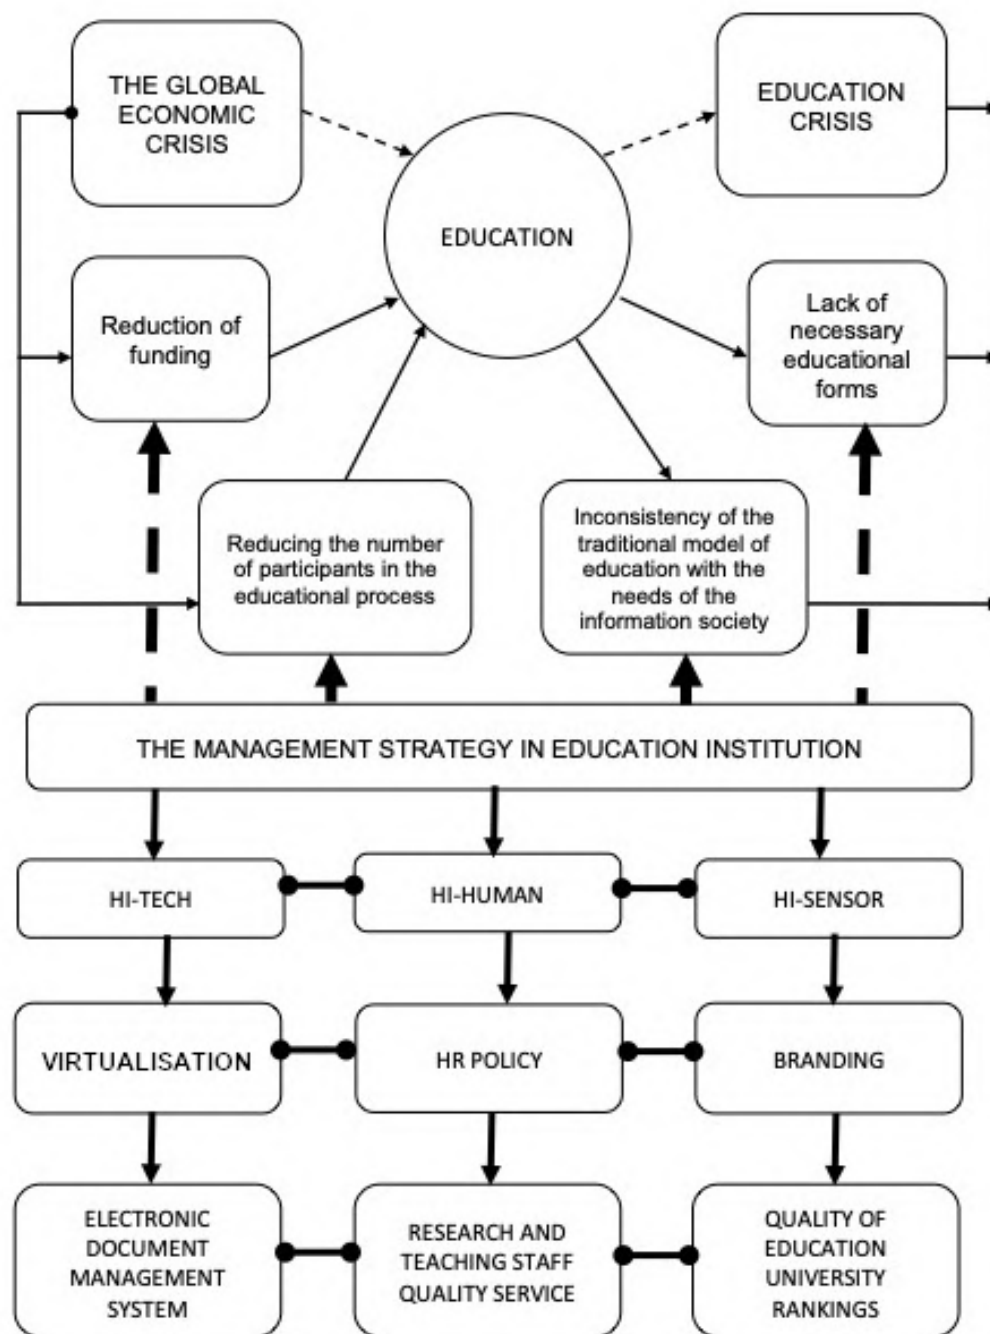 THE GLOBAL
ECONOMIC
CRISIS
EDUCATION
CRISIS
EDUCATION
Reduction of
funding
Lack of
necessary
educational
forms
Reducing the number
of participants in the
educational process
Inconsistency of the
traditional model of
education with the
needs of the
information society
THE MANAGEMENT STRATEGY IN EDUCATION INSTITUTION
HI-TECH
HI-HUMAN
HI-SENSOR
VIRTUALISATION
HR POLICY
BRANDING
ELECTRONIC
DOCUMENT
MANAGEMENT
SYSTEM
RESEARCH AND
TEACHING STAFF
QUALITY SERVICE
QUALITY OF
EDUCATION
UNIVERSITY
RANKINGS